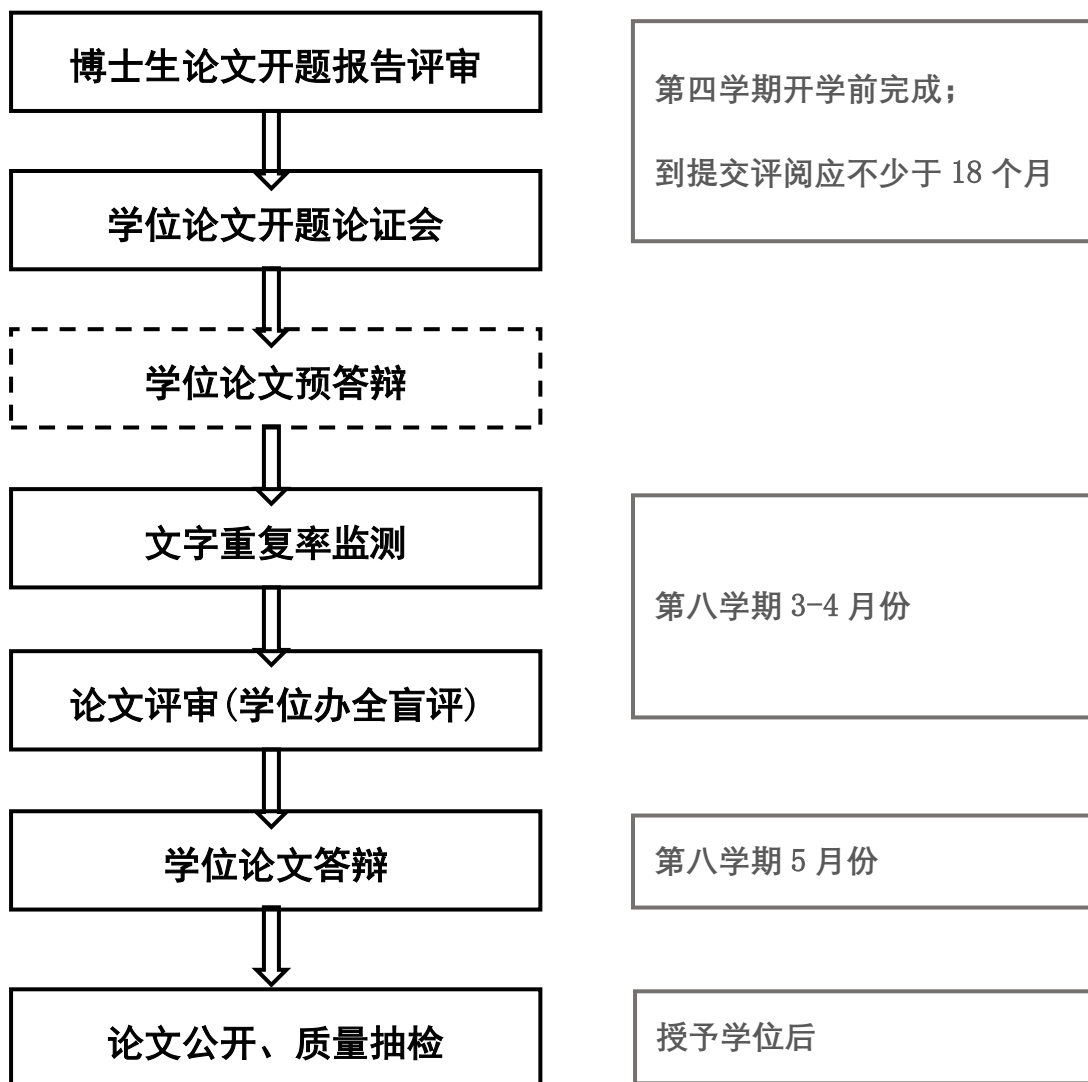 博士生论文开题报告评审
第四学期开学前完成；
到提交评阅应不少于 18 个月
学位论文开题论证会
学位论文预答辩
文字重复率监测
第八学期 3-4 月份
论文评审(学位办全盲评)
学位论文答辩
第八学期 5 月份
论文公开、质量抽检
授予学位后